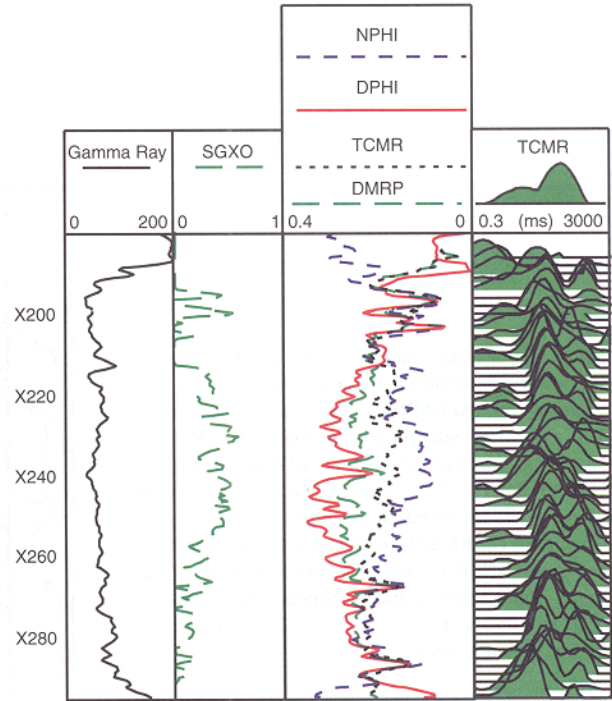 NPHI
DPHI
TCMR
DMRP
0.4 0
Gamma Ray
0 200
SGXO
0 1
TCMR
0.3 (ms) 3000
X200
X220
X240
X260
X280